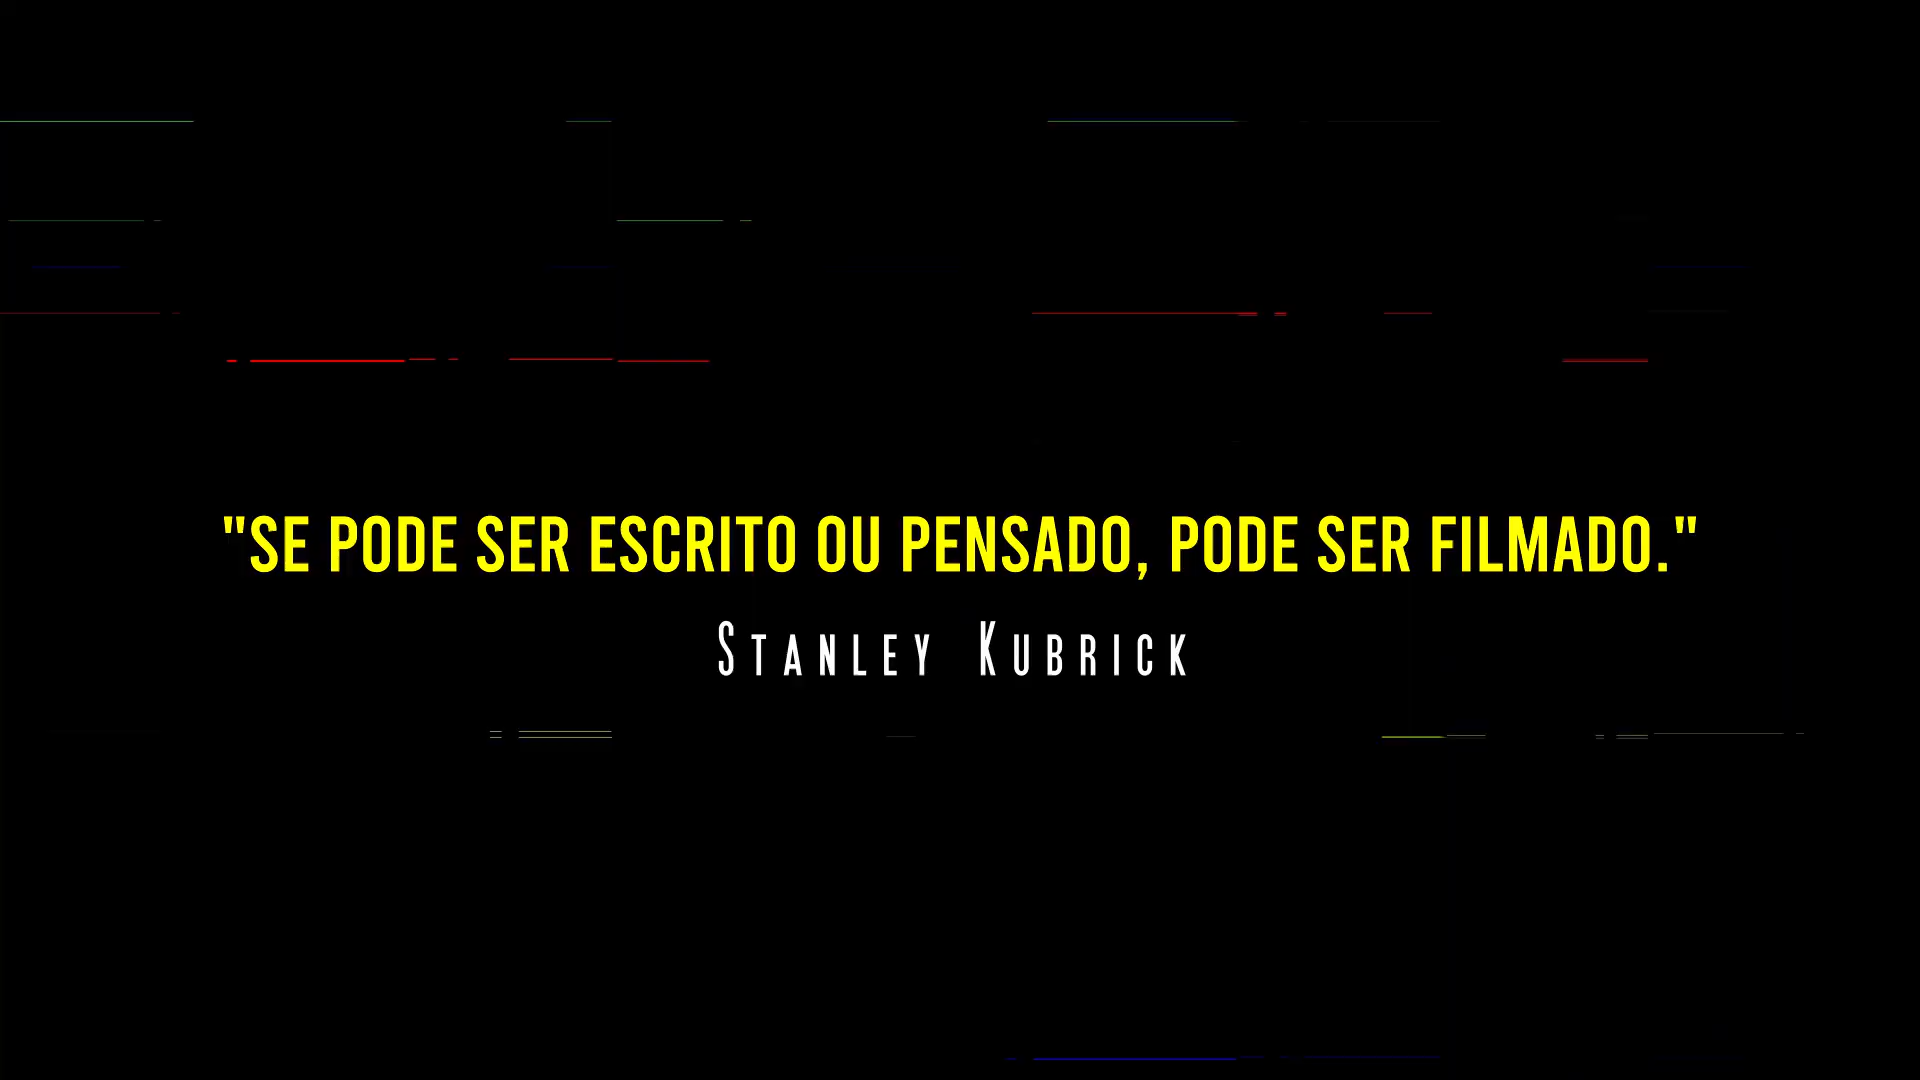 "SE PODE SER ESCRITO OU PENSADO, PODE SER FILMADO."
Stanley Kubrick